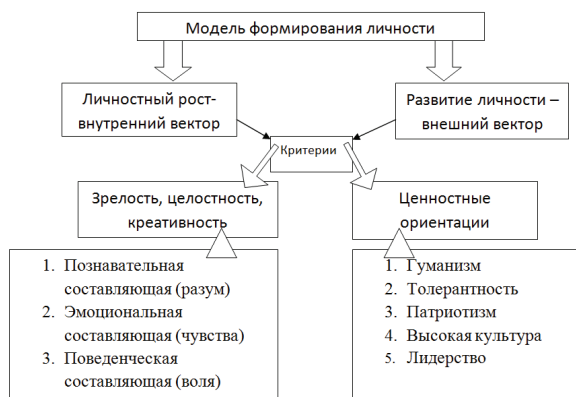 Модель формирования личности
Личностный рост-
внутренний вектор
Развитие личности –
внешний вектор
Критерии
Зрелость, целостность,
креативность
Ценностные
ориентации
1. Познавательная
составляющая (разум)
2. Эмоциональная
составляющая (чувства)
3. Поведенческая
составляющая (воля)
1. Гуманизм
2. Толерантность
3. Патриотизм
4. Высокая культура
5. Лидерство